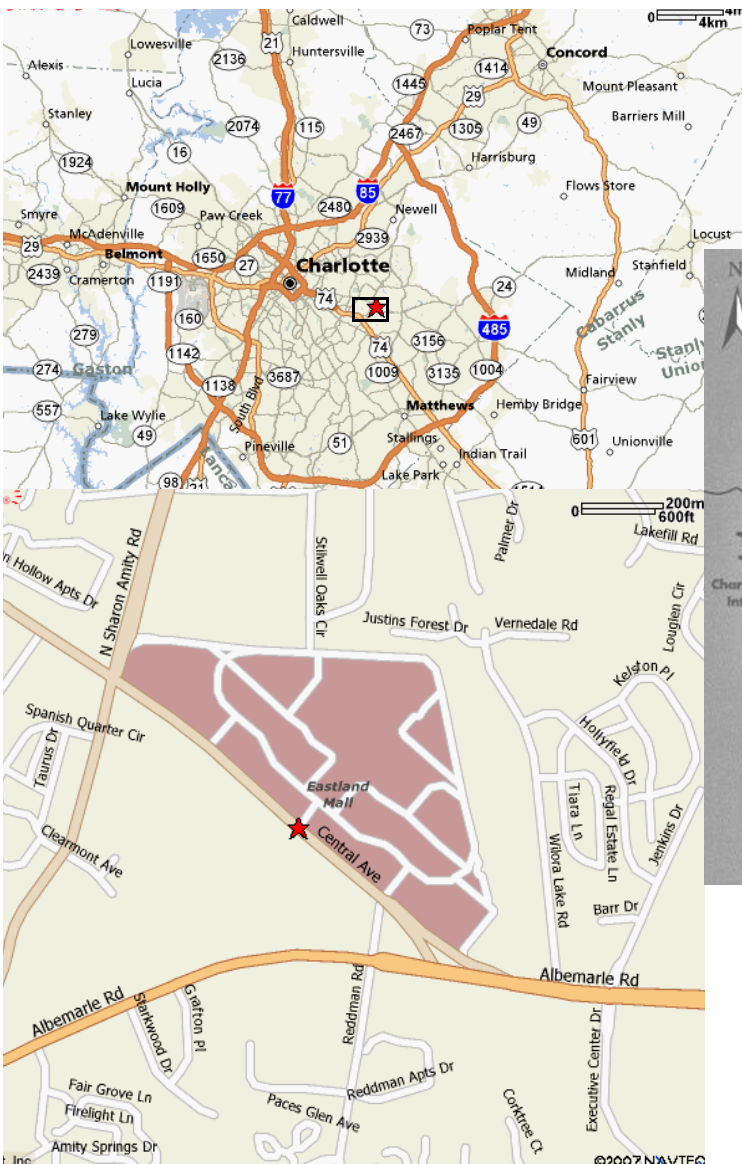 Caldwell
73
Poplar Tent
0
4km
Lowesville
21
Huntersville
Concord
2136
Alexis
Lucia
1445
1414
Mount Pleasant
29
Stanley
2074
115
2467
1305
49
Barriers Mill
16
1924
Harrisburg
Mount Holly
77
85
Flows Store
Smyre
1609
Paw Creek
2480
Newell
29
McAdenville
2939
Locust
Belmont
1650
27
Charlotte
Midland
Stanfield
2439
Cramerton
1191
74
24
N
160
485
Cabarrus
Stanly
279
74
3156
Stanly
Union
1142
274
Gaston
1009
3135
1004
1138
3687
Fairview
557
Lake Wylie
South Blvd
Matthews
Hemby Bridge
49
51
Stallings
601
Unionville
Pineville
Indian Trail
98
21
Lake Park
0
200m
600ft
Palmer Dr
Lakefill Rd
N Sharon Amity Rd
Stilwell Oaks Cir
Hollow Apts Dr
Louglen Cir
Justins Forest Dr
Vernedale Rd
Kelston Pl
Spanish Quarter Cir
Hollyfield Dr
Taurus Dr
Eastland
Mall
Tiara Ln
Regal Estate Ln
Jenkins Dr
Clearmont Ave
Central Ave
Wilora Lake Rd
Barr Dr
Albemarle Rd
Albemarle Rd
Grafton Pl
Starkwood Dr
Reddman Rd
Executive Center Dr
Fair Grove Ln
Reddman Apts Dr
Firelight Ln
Paces Glen Ave
Corktree Ct
Amity Springs Dr
t, Inc
©2007 NAVTEQ